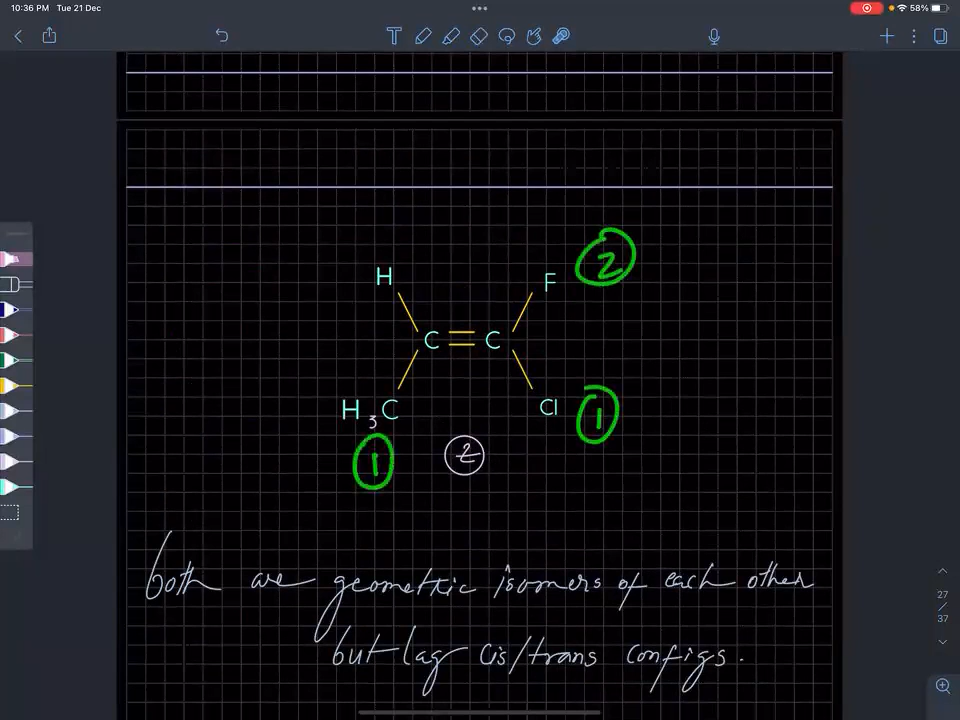 10:36 PM Tue 21 Dec
58%
T
2
H
F
C C
H3C
Cl
1
1
2
both are geometric isomers of each other
but lag cis/trans configs.
27
/
37